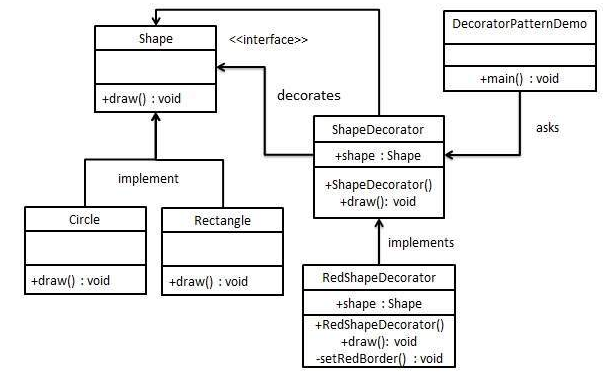 Shape
+draw() : void
<<interface>>
DecoratorPatternDemo
+main() : void
decorates
asks
ShapeDecorator
+shape : Shape
+ShapeDecorator()
+draw(): void
implement
implements
Circle
+draw() : void
Rectangle
+draw() : void
RedShapeDecorator
+shape : Shape
+RedShapeDecorator()
+draw(): void
-setRedBorder() : void